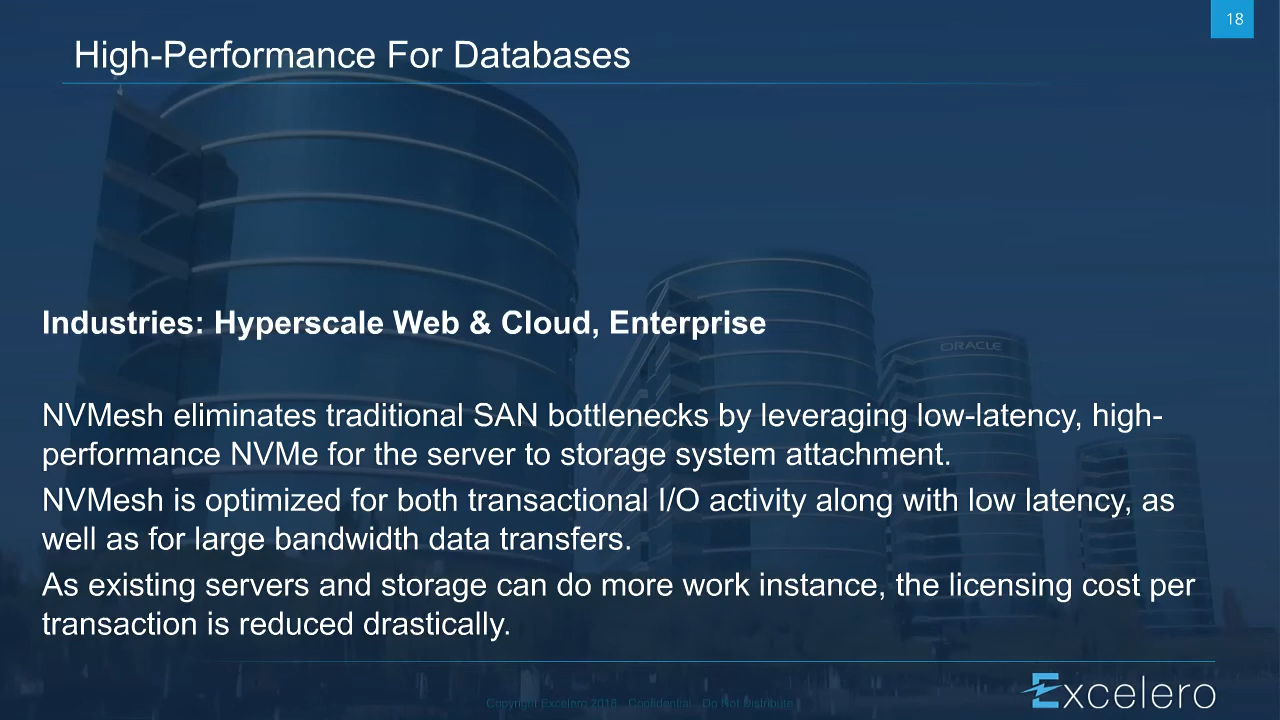 18
High-Performance For Databases
Industries: Hyperscale Web & Cloud, Enterprise
ORACLE
NVMesh eliminates traditional SAN bottlenecks by leveraging low-latency, high-
performance NVMe for the server to storage system attachment.
NVMesh is optimized for both transactional I/O activity along with low latency, as
well as for large bandwidth data transfers.
As existing servers and storage can do more work instance, the licensing cost per
transaction is reduced drastically.
Excelero
Copyright Excelero 2018 - Confidential - Do Not Distribute